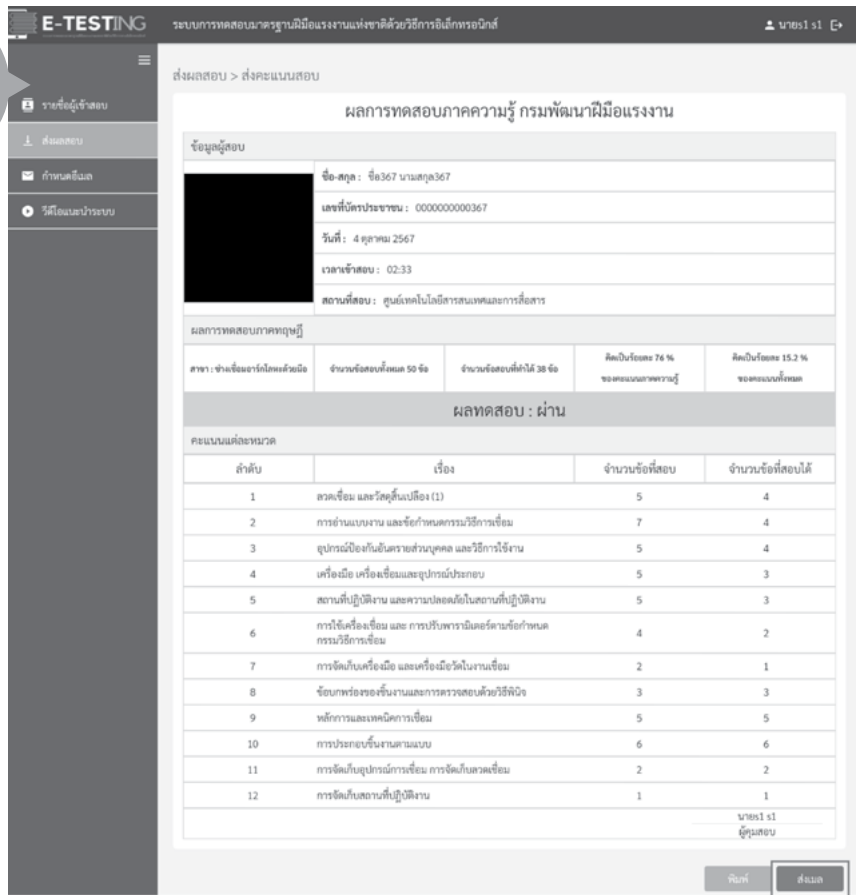 E-TESTING
ระบบการทดสอบมาตรฐานฝีมือแรงงานแห่งชาติด้วยวิธีการอิเล็กทรอนิกส์
นายs1 s1
ส่งผลสอบ > ส่งคะแนนสอบ
รายชื่อผู้เข้าสอบ
ส่งผลสอบ
กำหนดอีเมล
วีดีโอแนะนำระบบ
ผลการทดสอบภาคความรู้ กรมพัฒนาฝีมือแรงงาน
ข้อมูลผู้สอบ
ชื่อ-สกุล : ชื่อ367 นามสกุล367
เลขที่บัตรประชาชน : 0000000000367
วันที่ : 4 ตุลาคม 2567
เวลาเข้าสอบ : 02:33
สถานที่สอบ : ศูนย์เทคโนโลยีสารสนเทศและการสื่อสาร
ผลการทดสอบภาคทฤษฎี
สาขา : ช่างเชื่อมอาร์กโลหะด้วยมือ จำนวนข้อสอบทั้งหมด 50 ข้อ จำนวนข้อสอบที่ทำได้ 38 ข้อ คิดเป็นร้อยละ 76 % คิดเป็นร้อยละ 15.2 %
ของคะแนนภาคความรู้ ของคะแนนทั้งหมด
ผลทดสอบ : ผ่าน
คะแนนแต่ละหมวด
ลำดับ เรื่อง จำนวนข้อที่สอบ จำนวนข้อที่สอบได้
1 ลวดเชื่อม และวัสดุสิ้นเปลือง (1) 5 4
2 การอ่านแบบงาน และข้อกำหนดกรรมวิธีการเชื่อม 7 4
3 อุปกรณ์ป้องกันอันตรายส่วนบุคคล และวิธีการใช้งาน 5 4
4 เครื่องมือ เครื่องเชื่อมและอุปกรณ์ประกอบ 5 3
5 สถานที่ปฏิบัติงาน และความปลอดภัยในสถานที่ปฏิบัติงาน 5 3
6 การใช้เครื่องเชื่อม และ การปรับพารามิเตอร์ตามข้อกำหนด 4 2
กรรมวิธีการเชื่อม
7 การจัดเก็บเครื่องมือ และเครื่องมือวัดในงานเชื่อม 2 1
8 ข้อบกพร่องของชิ้นงานและการตรวจสอบด้วยวิธีพินิจ 3 3
9 หลักการและเทคนิคการเชื่อม 5 5
10 การประกอบชิ้นงานตามแบบ 6 6
11 การจัดเก็บอุปกรณ์การเชื่อม การจัดเก็บลวดเชื่อม 2 2
12 การจัดเก็บสถานที่ปฏิบัติงาน 1 1
นายs1 s1
ผู้คุมสอบ
พิมพ์ ส่งเมล